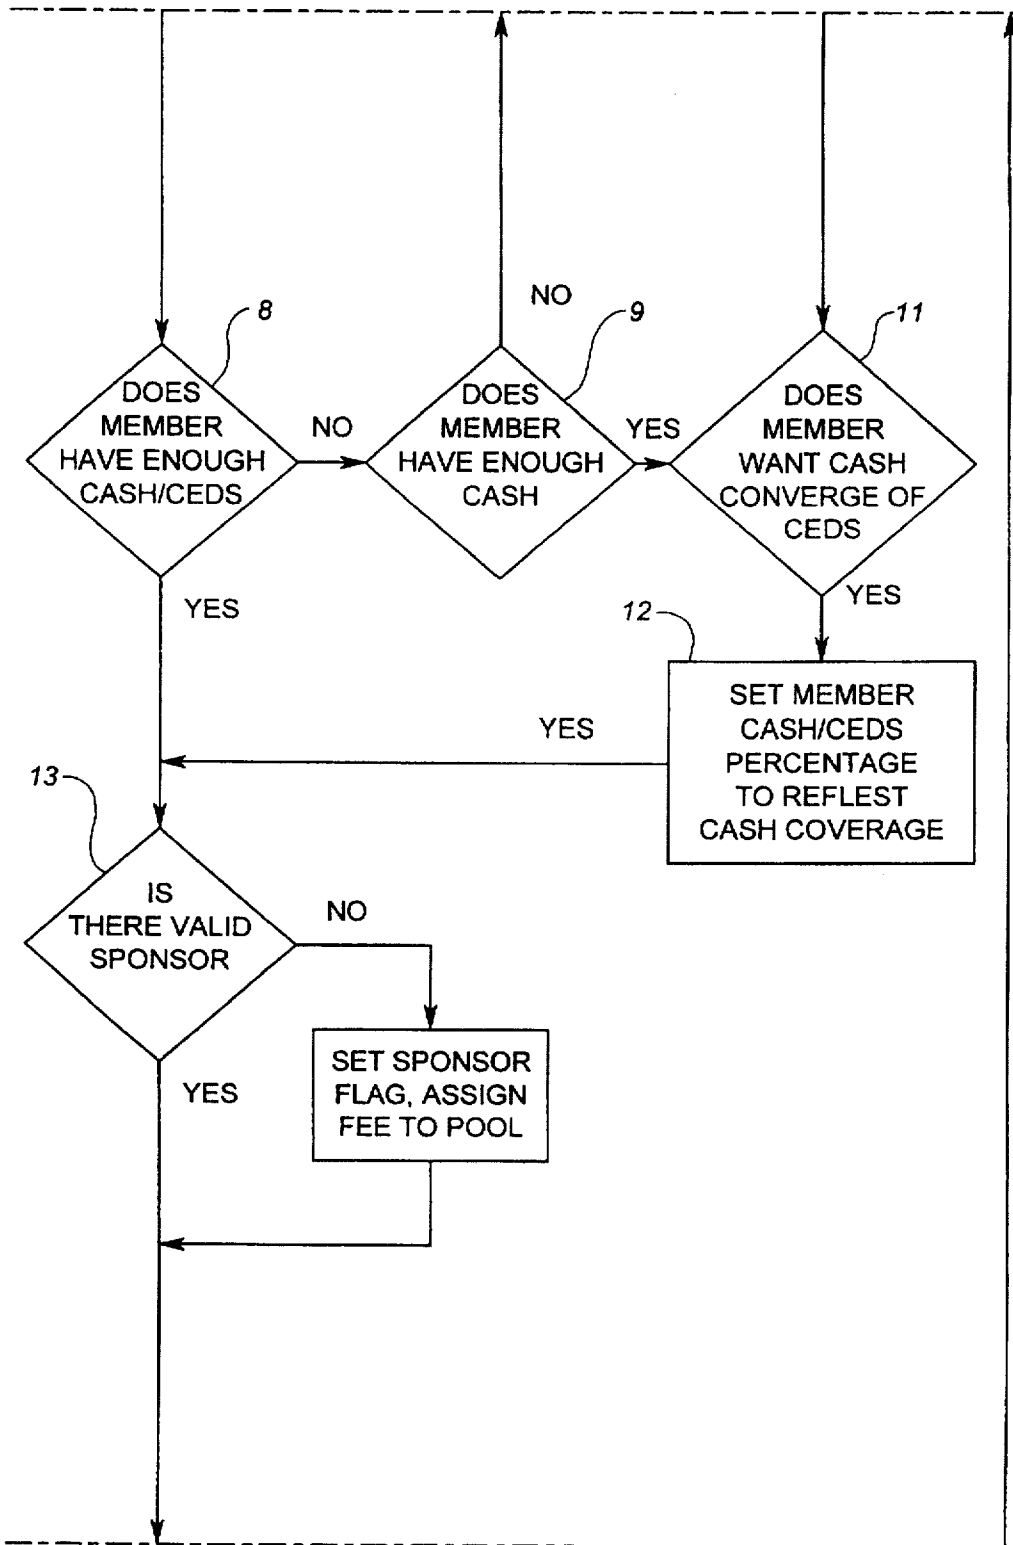 8
DOES
MEMBER
HAVE ENOUGH
CASH/CEDS
NO
YES
9
DOES
MEMBER
HAVE ENOUGH
CASH
NO
YES
11
DOES
MEMBER
WANT CASH
CONVERGE OF
CEDS
YES
12
SET MEMBER
CASH/CEDS
PERCENTAGE
TO REFLEST
CASH COVERAGE
YES
13
IS
THERE VALID
SPONSOR
NO
YES
SET SPONSOR
FLAG, ASSIGN
FEE TO POOL